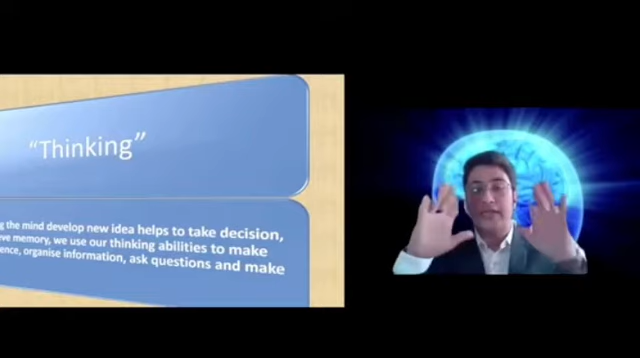 “Thinking”
the mind develop new idea helps to take decision,
memory, we use our thinking abilities to make
organise information, ask questions and make